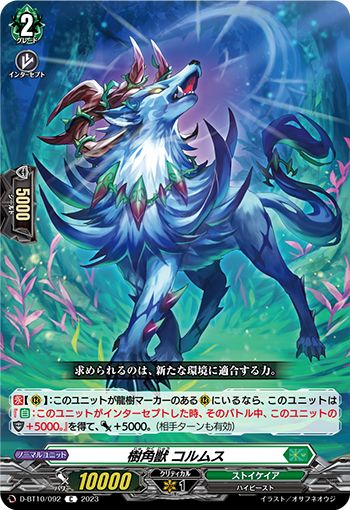 2
グレード
インターセプト
シールド
5000
求められるのは、新たな環境に適合する力。
永【R】:このユニットが龍樹マーカーのあるRにいるなら、このユニットは
『自:このユニットがインターセプトした時、そのバトル中、このユニットの
+5000。』を得て、+5000。(相手ターンも有効)
ノーマルユニット
樹角獣 コルムス
ストイケイア
パワー
10000
クリティカル
1
ハイビースト
D-BT10/092 C 2023
イラスト/オサフネオウジ